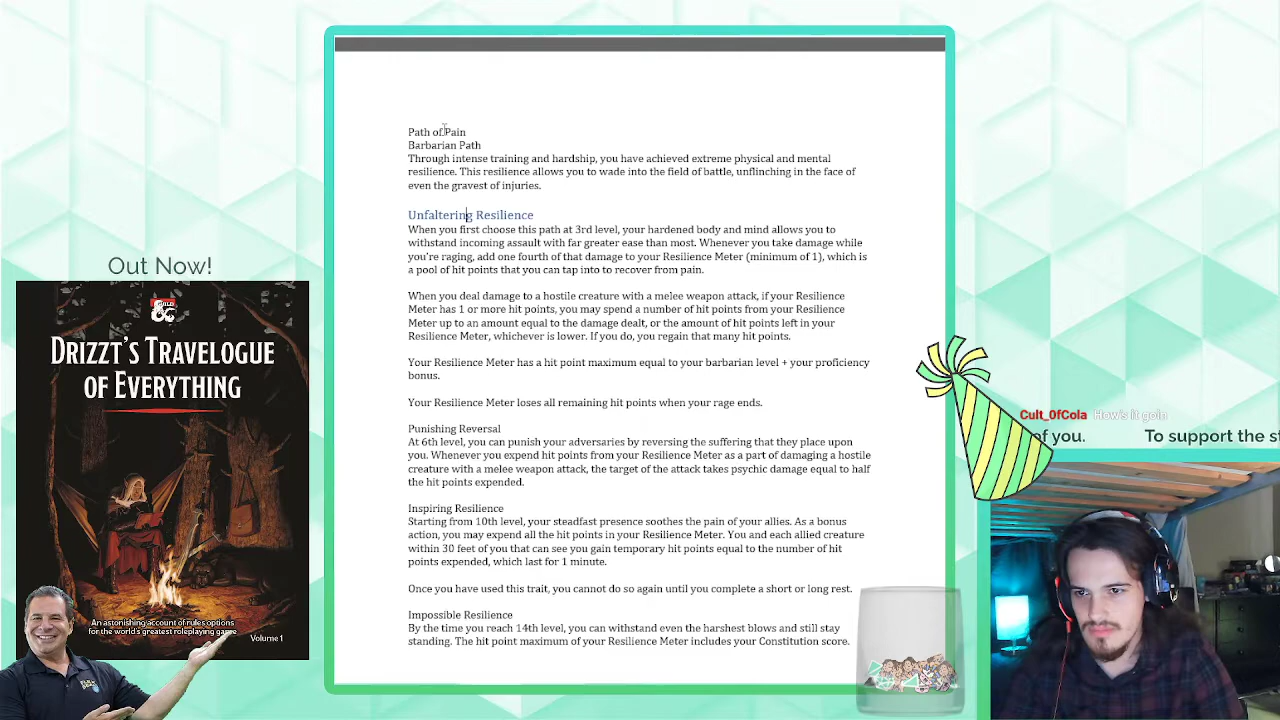 Path of Pain
Barbarian Path
Through intense training and hardship, you have achieved extreme physical and mental
resilience. This resilience allows you to wade into the field of battle, unflinching in the face of
even the gravest of injuries.
Unfaltering Resilience
When you first choose this path at 3rd level, your hardened body and mind allows you to
withstand incoming assault with far greater ease than most. Whenever you take damage while
you're raging, add one fourth of that damage to your Resilience Meter (minimum of 1), which is
a pool of hit points that you can tap into to recover from pain.
When you deal damage to a hostile creature with a melee weapon attack, if your Resilience
Meter has 1 or more hit points, you may spend a number of hit points from your Resilience
Meter up to an amount equal to the damage dealt, or the amount of hit points left in your
Resilience Meter, whichever is lower. If you do, you regain that many hit points.
Your Resilience Meter has a hit point maximum equal to your barbarian level + your proficiency
bonus.
Your Resilience Meter loses all remaining hit points when your rage ends.
Punishing Reversal
At 6th level, you can punish your adversaries by reversing the suffering that they place upon
you. Whenever you expend hit points from your Resilience Meter as a part of damaging a hostile
creature with a melee weapon attack, the target of the attack takes psychic damage equal to half
the hit points expended.
Inspiring Resilience
Starting from 10th level, your steadfast presence soothes the pain of your allies. As a bonus
action, you may expend all the hit points in your Resilience Meter. You and each allied creature
within 30 feet of you that can see you gain temporary hit points equal to the number of hit
points expended, which last for 1 minute.
Once you have used this trait, you cannot do so again until you complete a short or long rest.
Impossible Resilience
By the time you reach 14th level, you can withstand even the harshest blows and still stay
standing. The hit point maximum of your Resilience Meter includes your Constitution score.
Out Now!
DRIZZT'S TRAVELOGUE
OF EVERYTHING
An astonishing account of rules options
for the world's greatest roleplaying game
Volume 1
Cult_0fCola How's it goin
of you. To support the st